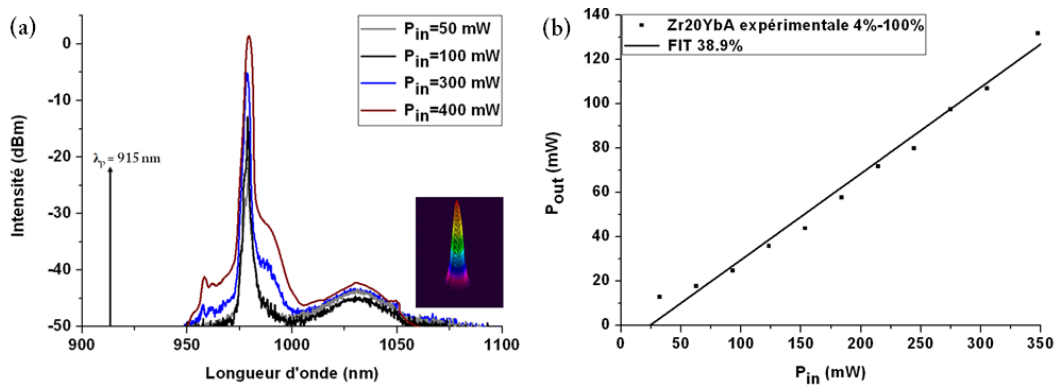 (a)
0
-10
-20
-30
-40
-50
Intensité (dBm)
λp = 915 nm
Pin=50 mW
Pin=100 mW
Pin=300 mW
Pin=400 mW
900
950
1000
1050
1100
Longueur d'onde (nm)
(b)
140
120
100
80
60
40
20
0
Pout (mW)
Zr20YbA expérimentale 4%-100%
FIT 38.9%
0
50
100
150
200
250
300
350
Pin (mW)